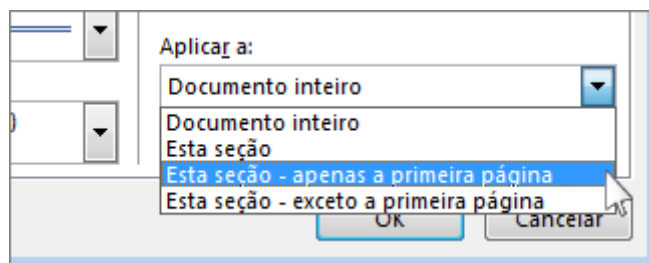 Aplicar a:
Documento inteiro
Documento inteiro
Esta seção
Esta seção - apenas a primeira página
Esta seção - exceto a primeira página
OK
Cancelar